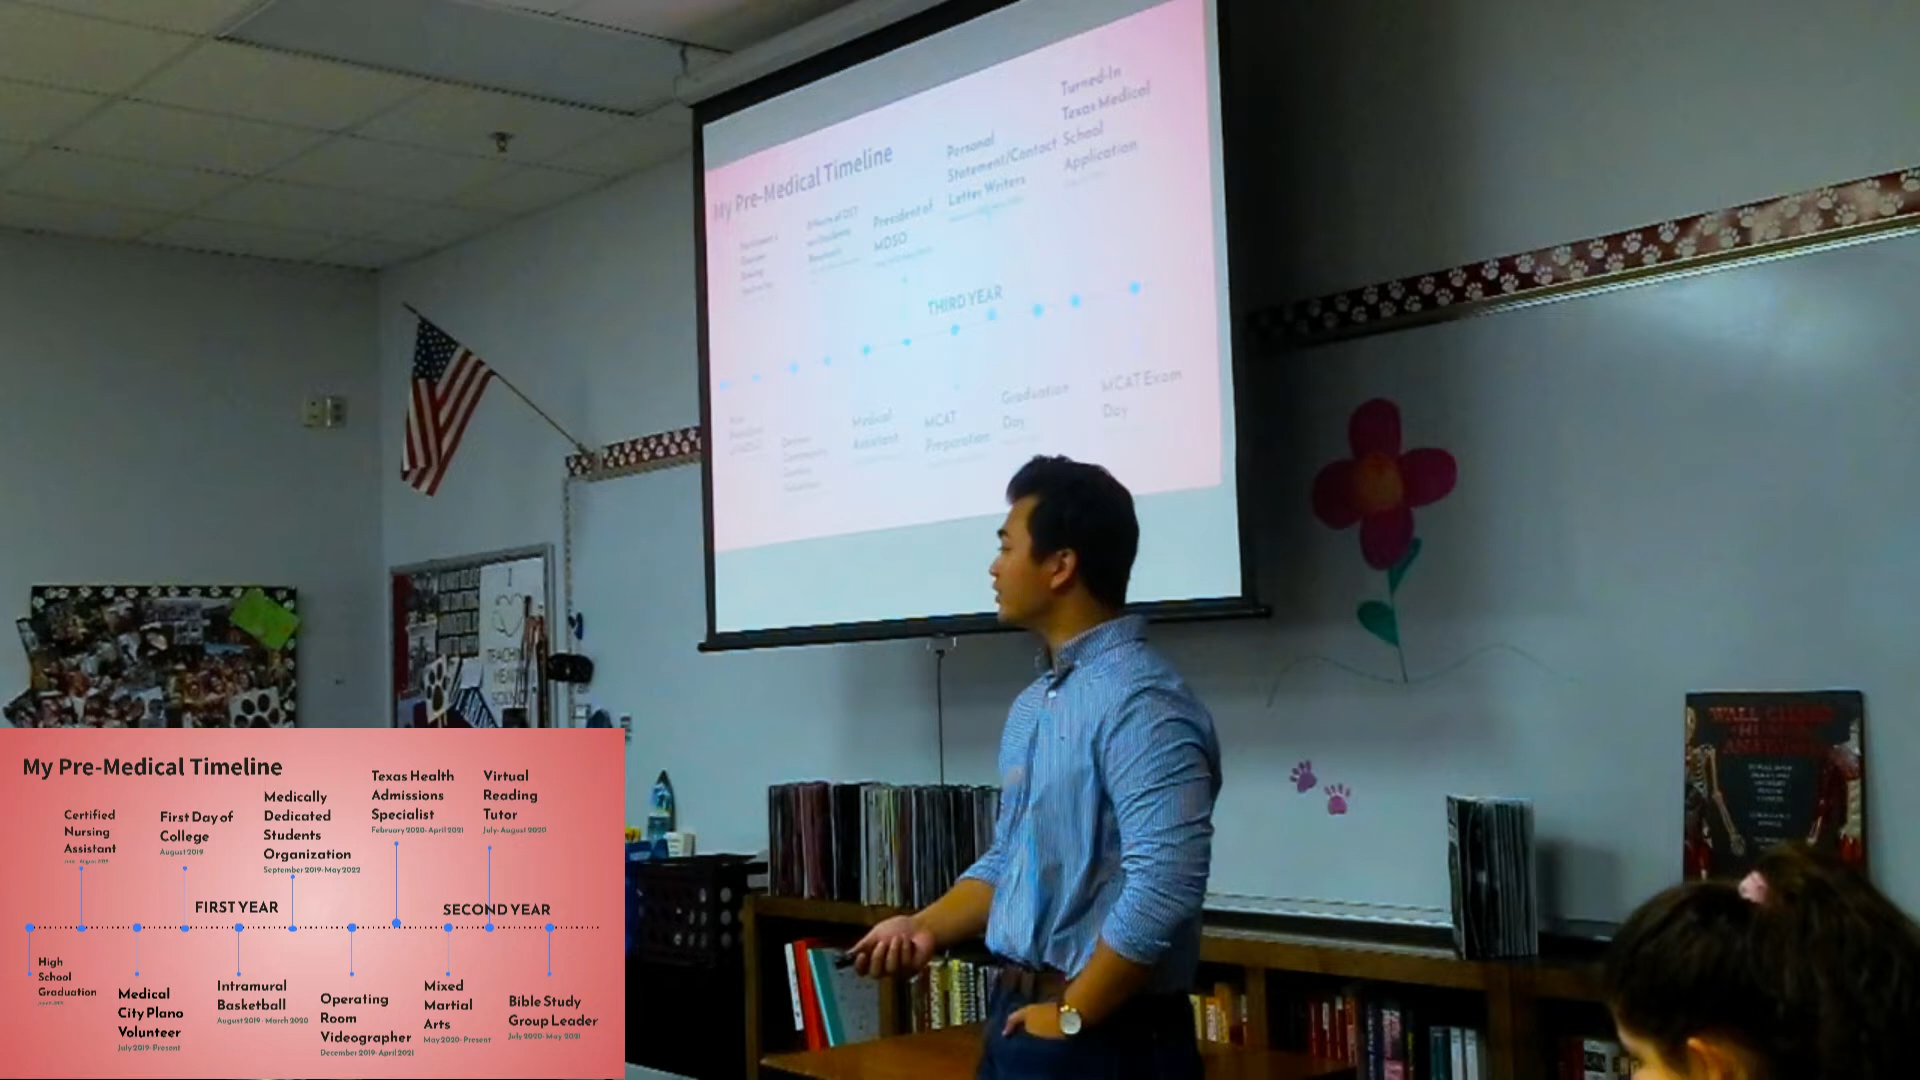 My Pre-Medical Timeline
President of
MDSO
Personal
Statement/Contact
Letter Writers
Turned-In
Texas Medical
School
Application
THIRD YEAR
Medical
Assistant
MCAT
Preparation
Graduation
Day
MCAT Exam
Day
WALL CHART
HUMAN
ANATOMY
My Pre-Medical Timeline
Certified
Nursing
Assistant
First Day of
College
August 2019
Medically
Dedicated
Students
Organization
September 2019-May 2022
Texas Health
Admissions
Specialist
February 2020-April 2021
Virtual
Reading
Tutor
July-August 2020
FIRST YEAR
SECOND YEAR
High
School
Graduation
Medical
City Plano
Volunteer
July 2019-Present
Intramural
Basketball
August 2019-March 2020
Operating
Room
Videographer
December 2019-April 2021
Mixed
Martial
Arts
May 2020-Present
Bible Study
Group Leader
July 2020-May 2021